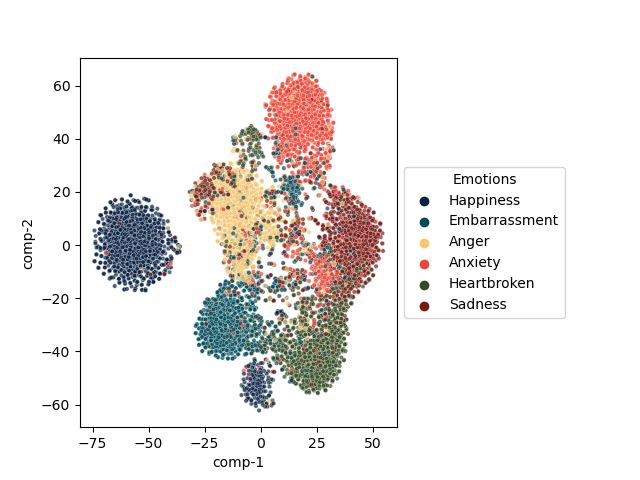 60
40
20
0
−20
−40
−60
comp-2
−75
−50
−25
0
25
50
comp-1
Emotions
Happiness
Embarrassment
Anger
Anxiety
Heartbroken
Sadness